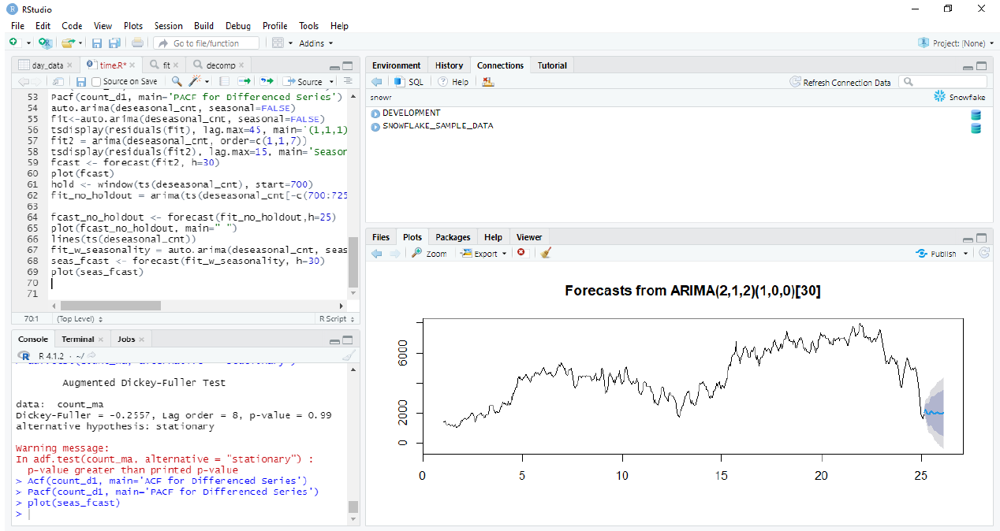 RStudio
File Edit Code View Plots Session Build Debug Profile Tools Help
Go to file/function Addins Project: (None)
day_data time.R* fit decomp
Source on Save Source
53 Pacf(count_d1, main='PACF for Differenced Series')
54 auto.arima(deseasonal_cnt, seasonal=FALSE)
55 fit<-auto.arima(deseasonal_cnt, seasonal=FALSE)
56 tsdisplay(residuals(fit), lag.max=45, main='(1,1,1)
57 fit2 = arima(deseasonal_cnt, order=c(1,1,7))
58 tsdisplay(residuals(fit2), lag.max=15, main='Season
59 fcast <- forecast(fit2, h=30)
60 plot(fcast)
61 hold <- window(ts(deseasonal_cnt), start=700)
62 fit_no_holdout = arima(ts(deseasonal_cnt[-c(700:725
63
64 fcast_no_holdout <- forecast(fit_no_holdout,h=25)
65 plot(fcast_no_holdout, main=" ")
66 lines(ts(deseasonal_cnt))
67 fit_w_seasonality = auto.arima(deseasonal_cnt, seas
68 seas_fcast <- forecast(fit_w_seasonality, h=30)
69 plot(seas_fcast)
70
71
70:1 (Top Level) R Script
Console Terminal Jobs
R 4.1.2 · ~/
Augmented Dickey-Fuller Test
data: count_ma
Dickey-Fuller = -0.2557, Lag order = 8, p-value = 0.99
alternative hypothesis: stationary
Warning message:
In adf.test(count_ma, alternative = "stationary") :
p-value greater than printed p-value
> Acf(count_d1, main='ACF for Differenced Series')
> Pacf(count_d1, main='PACF for Differenced Series')
> plot(seas_fcast)
>
Environment History Connections Tutorial
SQL Help Refresh Connection Data
snowr Snowflake
DEVELOPMENT
SNOWFLAKE_SAMPLE_DATA
Files Plots Packages Help Viewer
Zoom Export Publish
Forecasts from ARIMA(2,1,2)(1,0,0)[30]
6000
2000
0
0 5 10 15 20 25